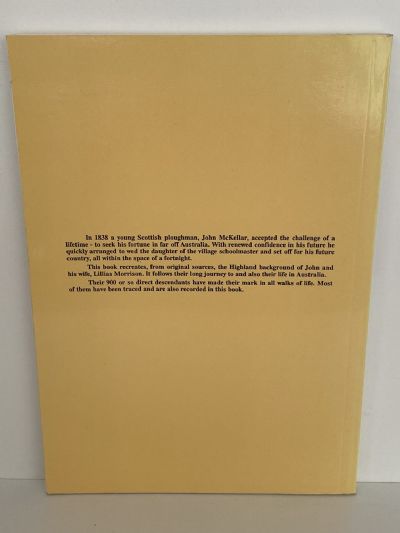 In 1838 a young Scottish ploughman, John McKellar, accepted the challenge of a
lifetime - to seek his fortune in far off Australia. With renewed confidence in his future he
quickly arranged to wed the daughter of the village schoolmaster and set off for his future
country, all within the space of a fortnight.
This book recreates, from original sources, the Highland background of John and
his wife, Lillias Morrison. It follows their long journey to and also their life in Australia.
Their 900 or so direct descendants have made their mark in all walks of life. Most
of them have been traced and are also recorded in this book.